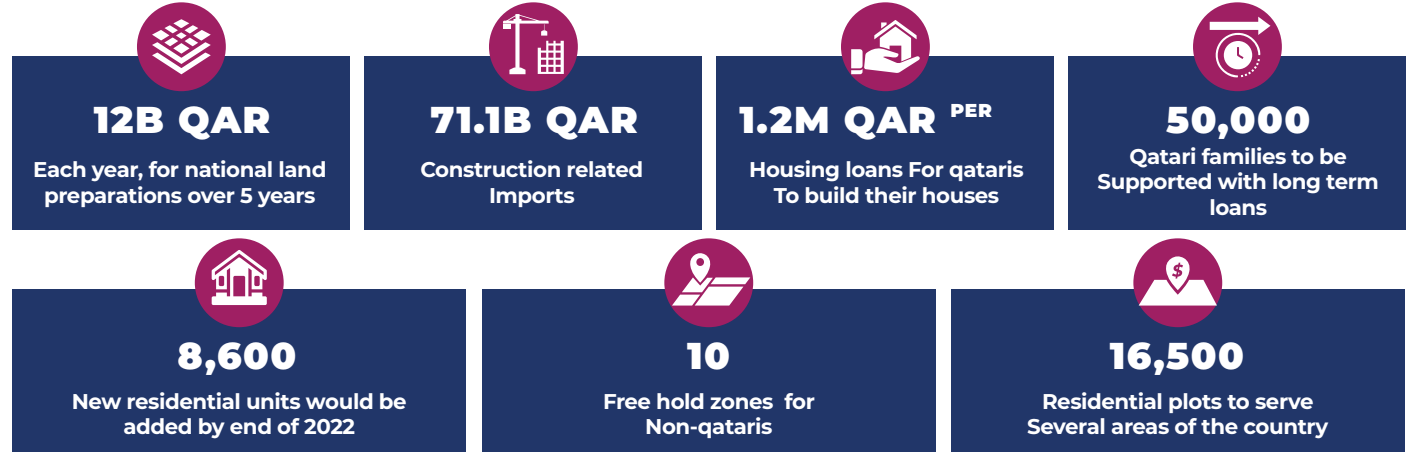 12B QAR
Each year, for national land
preparations over 5 years
71.1B QAR
Construction related
Imports
1.2M QAR PER
Housing loans For qataris
To build their houses
50,000
Qatari families to be
Supported with long term
loans
8,600
New residential units would be
added by end of 2022
10
Free hold zones  for
Non-qataris
$
16,500
Residential plots to serve
Several areas of the country